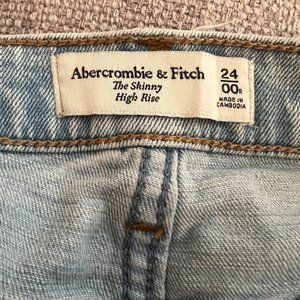 Abercrombie & Fitch
The Skinny
High Rise
24
00R
MADE IN
CAMBODIA